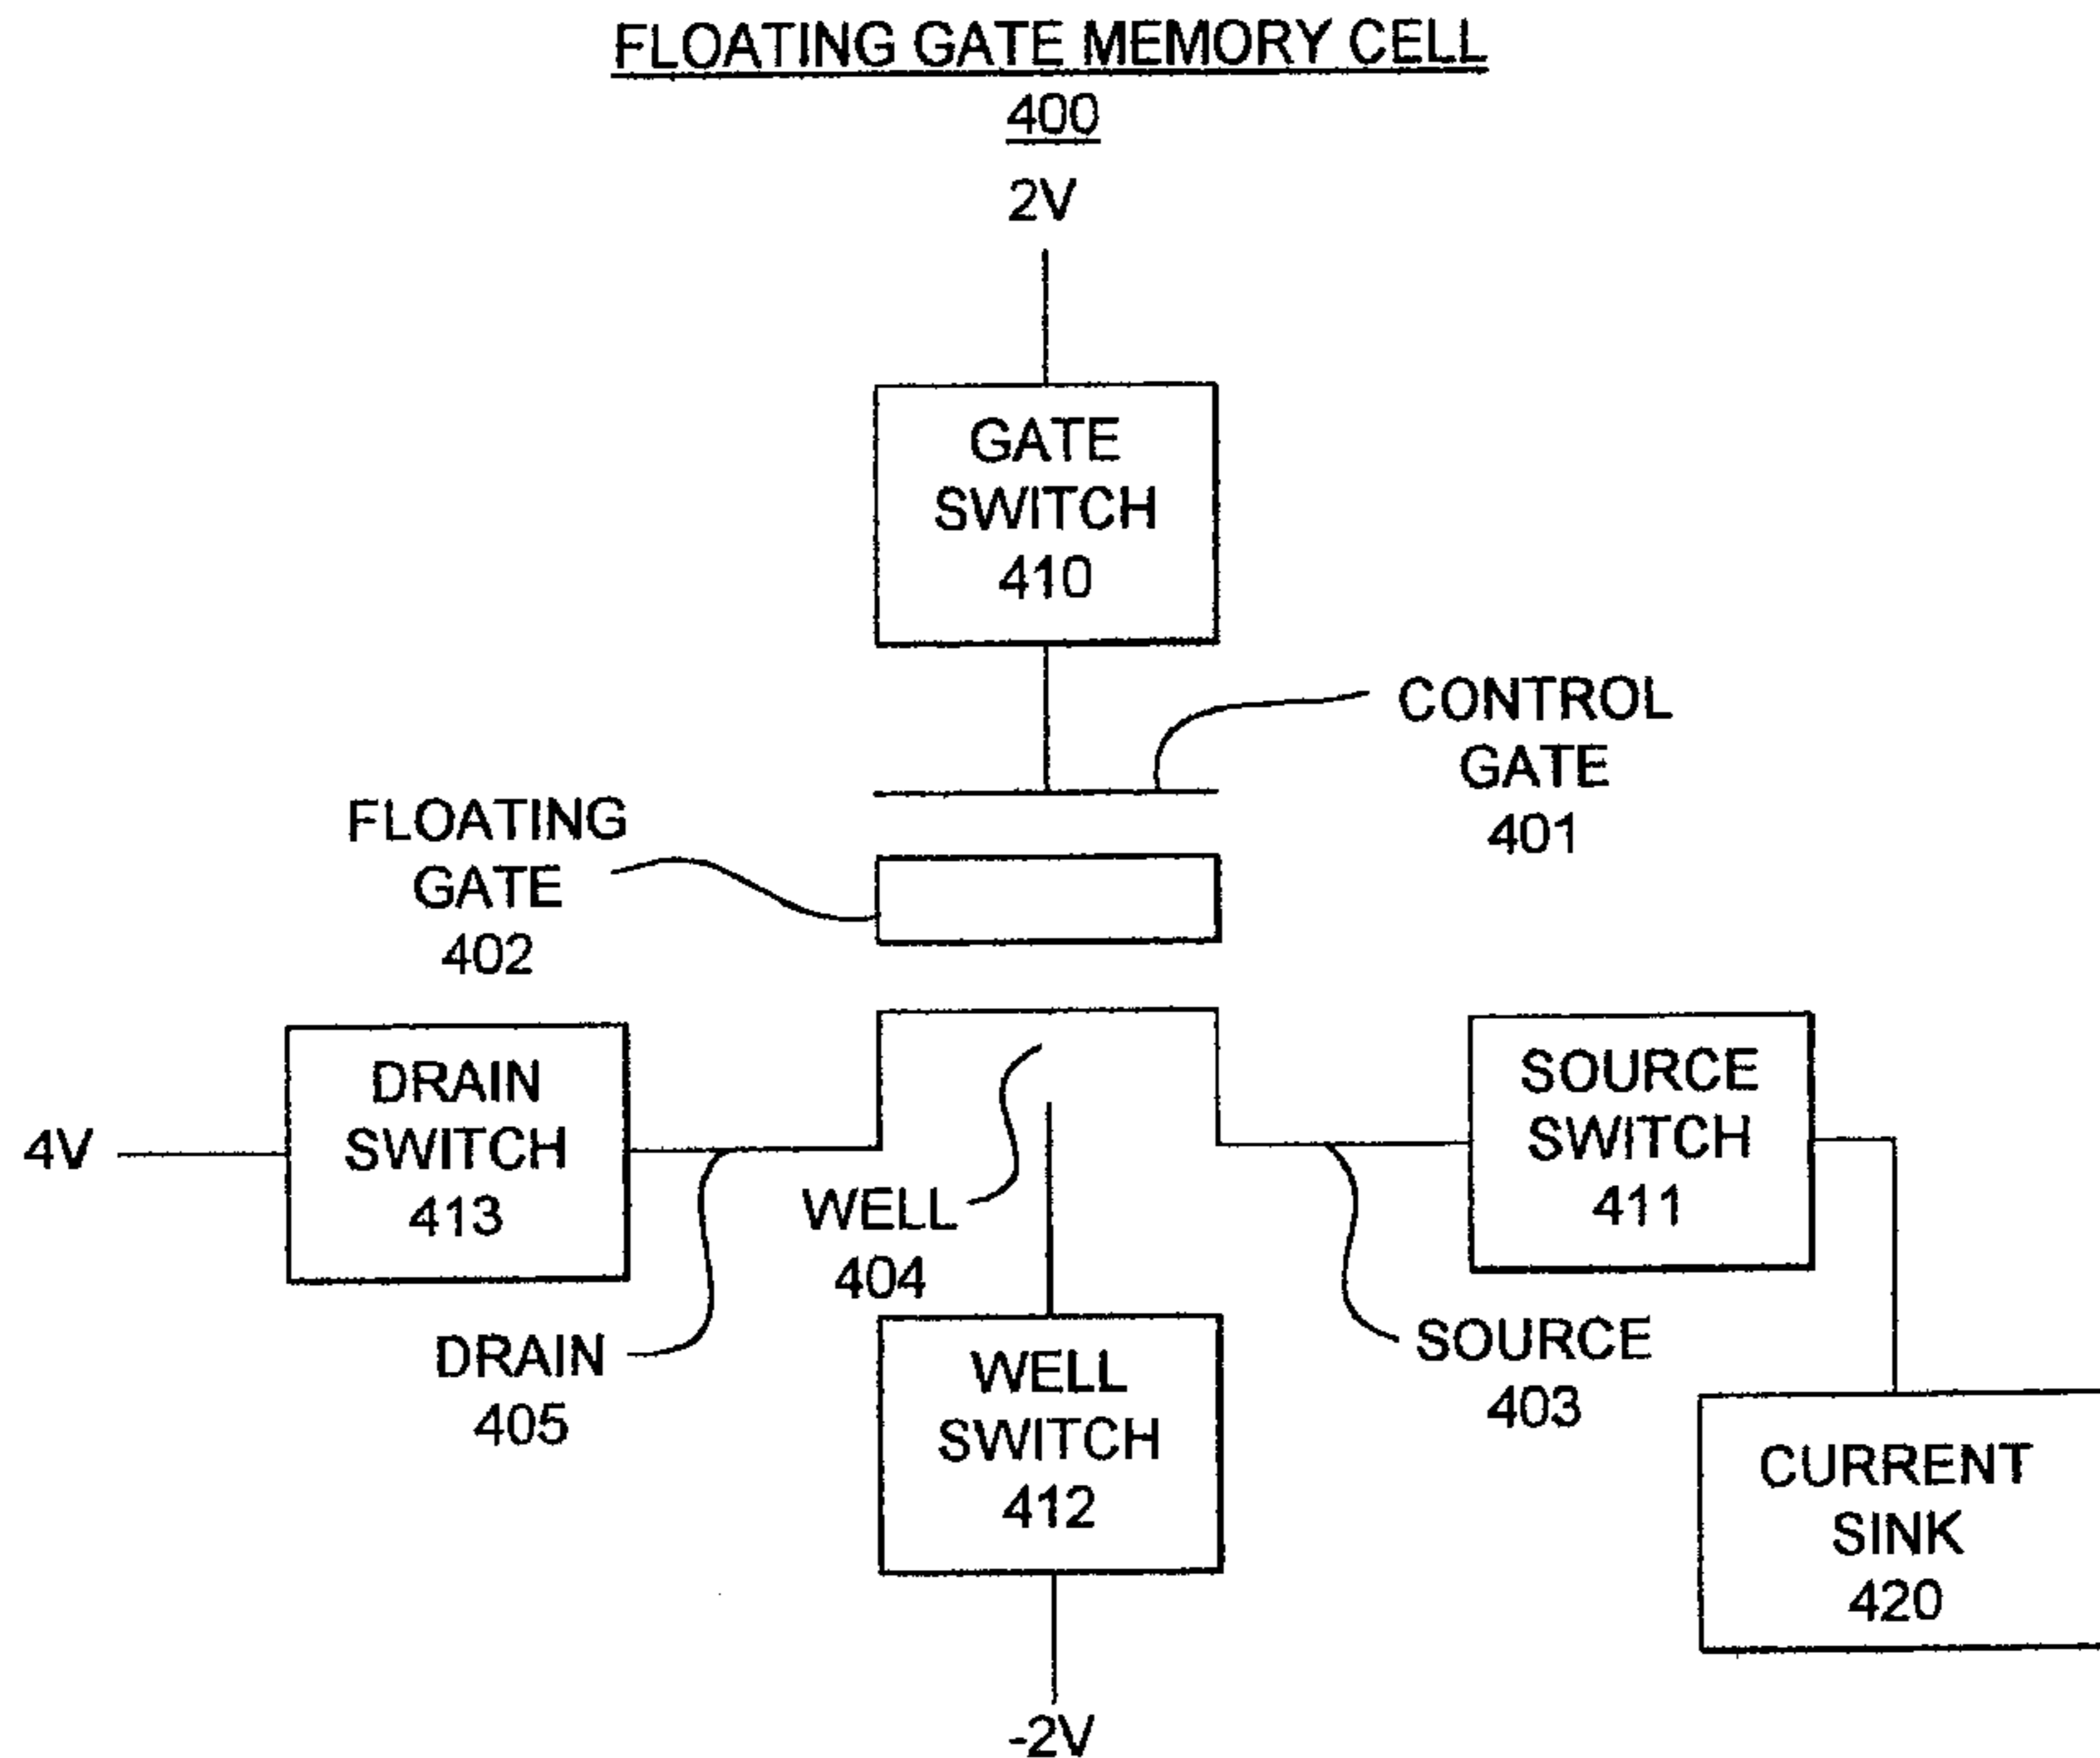 FLOATING GATE MEMORY CELL
400
2V
GATE
SWITCH
410
CONTROL
GATE
401
FLOATING
GATE
402
4V
DRAIN
SWITCH
413
WELL
404
SOURCE
SWITCH
411
DRAIN
405
WELL
SWITCH
412
SOURCE
403
CURRENT
SINK
420
-2V